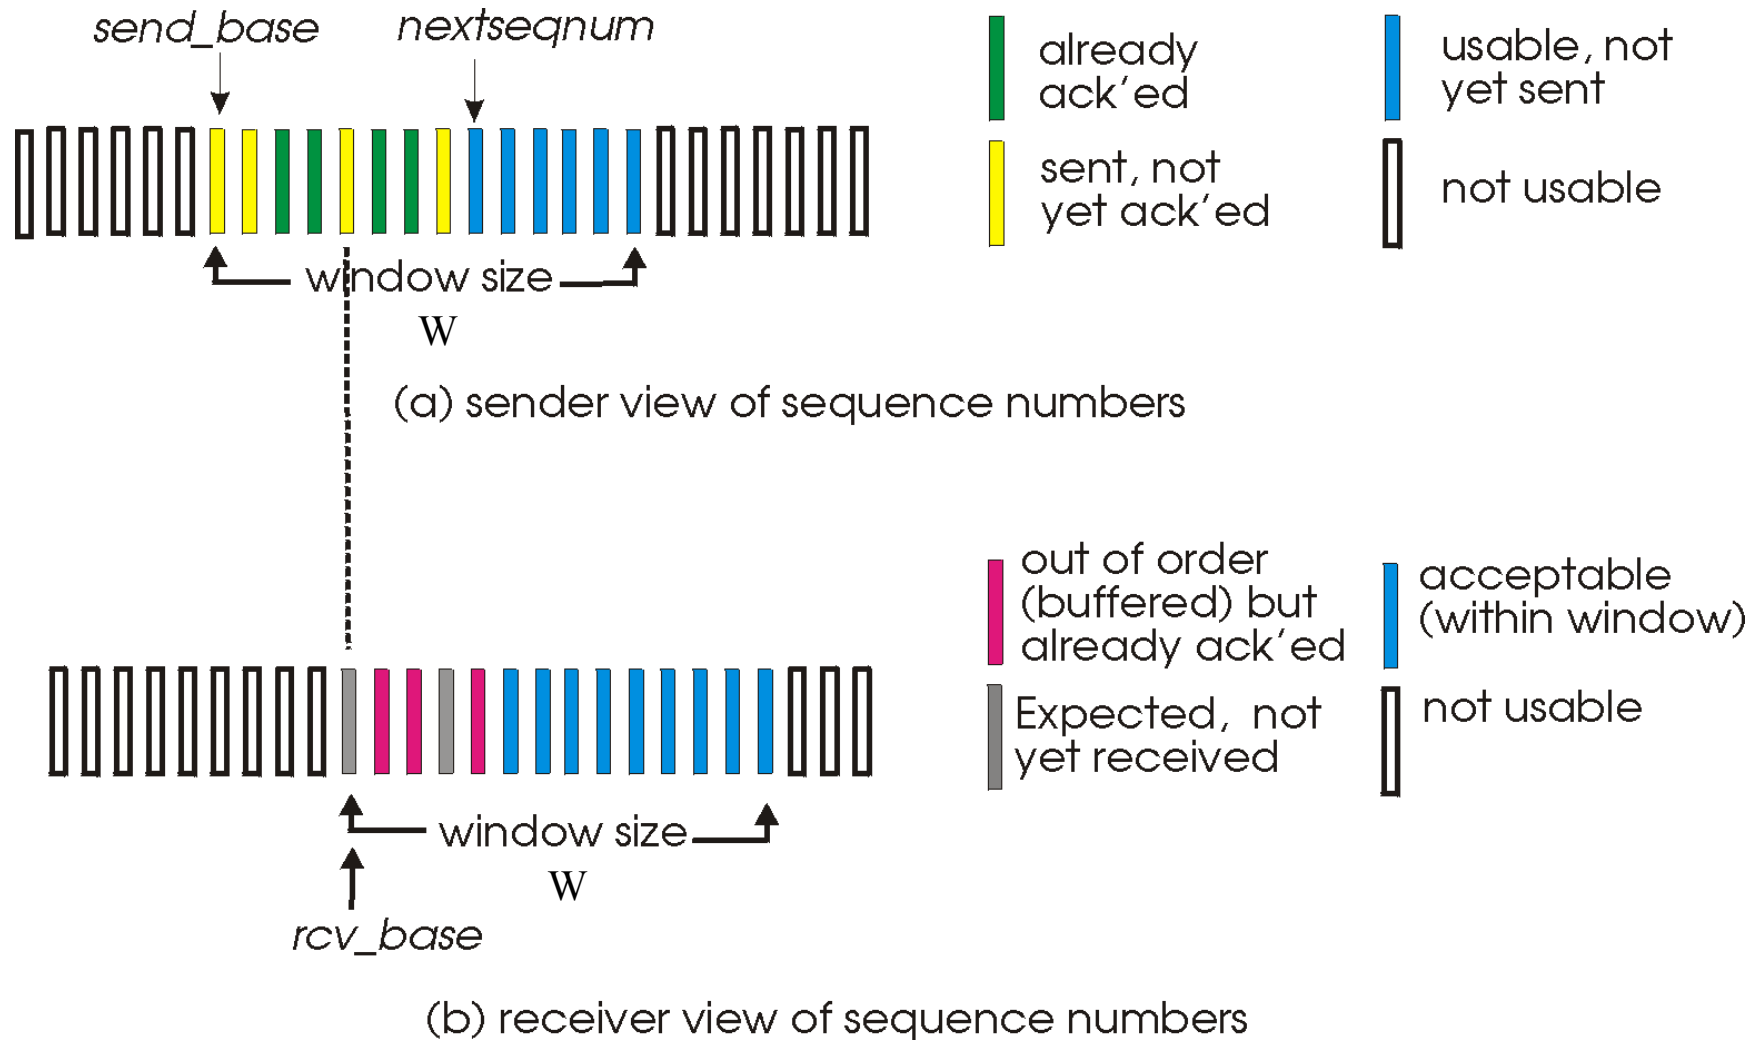 send_base
nextseqnum
already
ack'ed
usable, not
yet sent
sent, not
yet ack'ed
not usable
window size
W
(a) sender view of sequence numbers
out of order
(buffered) but
already ack'ed
acceptable
(within window)
Expected, not
yet received
not usable
window size
W
rcv_base
(b) receiver view of sequence numbers